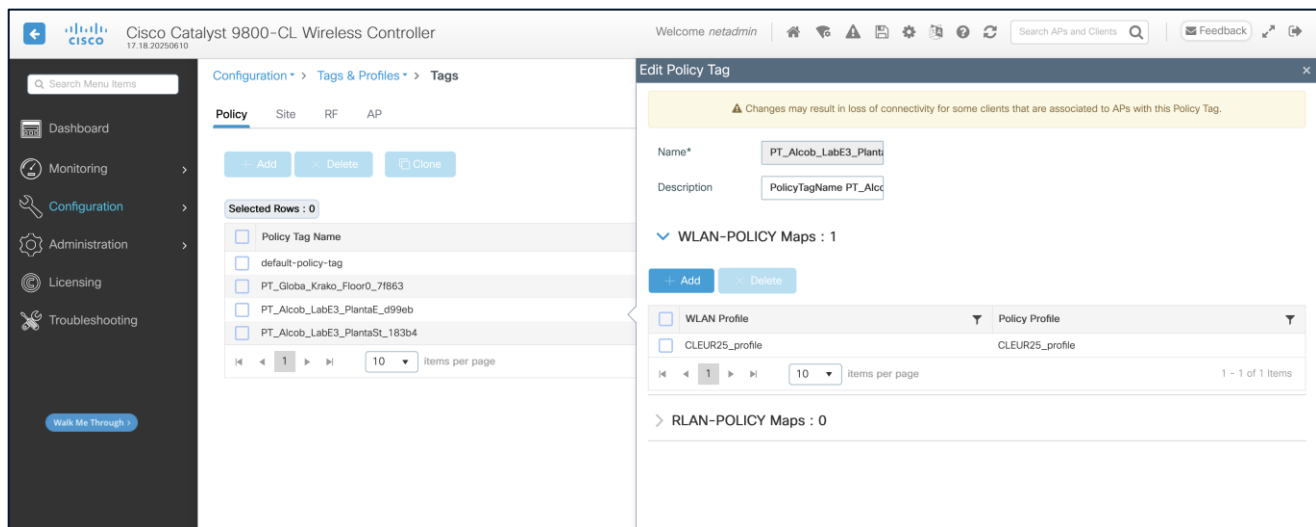 CISCO
Cisco Catalyst 9800-CL Wireless Controller
17.18.20250610
Welcome netadmin
Search APs and Clients
Feedback
Search Menu Items
Dashboard
Monitoring
Configuration
Administration
Licensing
Troubleshooting
Walk Me Through >
Configuration > Tags & Profiles > Tags
Policy Site RF AP
+ Add × Delete Clone
Selected Rows : 0
Policy Tag Name
default-policy-tag
PT_Globa_Krako_Floor0_7f863
PT_Alcob_LabE3_PlantaE_d99eb
PT_Alcob_LabE3_PlantaSt_183b4
1 10 items per page
Edit Policy Tag ×
Changes may result in loss of connectivity for some clients that are associated to APs with this Policy Tag.
Name* PT_Alcob_LabE3_Planta
Description PolicyTagName PT_Alco
WLAN-POLICY Maps : 1
+ Add × Delete
WLAN Profile Policy Profile
CLEUR25_profile CLEUR25_profile
1 10 items per page 1 - 1 of 1 Items
RLAN-POLICY Maps : 0